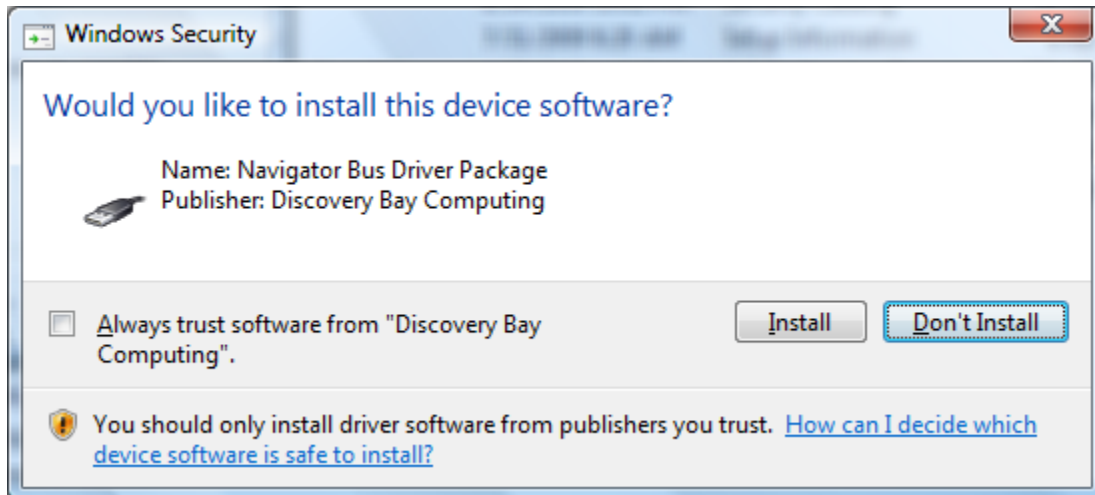 Windows Security
Would you like to install this device software?
Name: Navigator Bus Driver Package
Publisher: Discovery Bay Computing
Always trust software from "Discovery Bay
Computing".
Install
Don't Install
You should only install driver software from publishers you trust. How can I decide which
device software is safe to install?